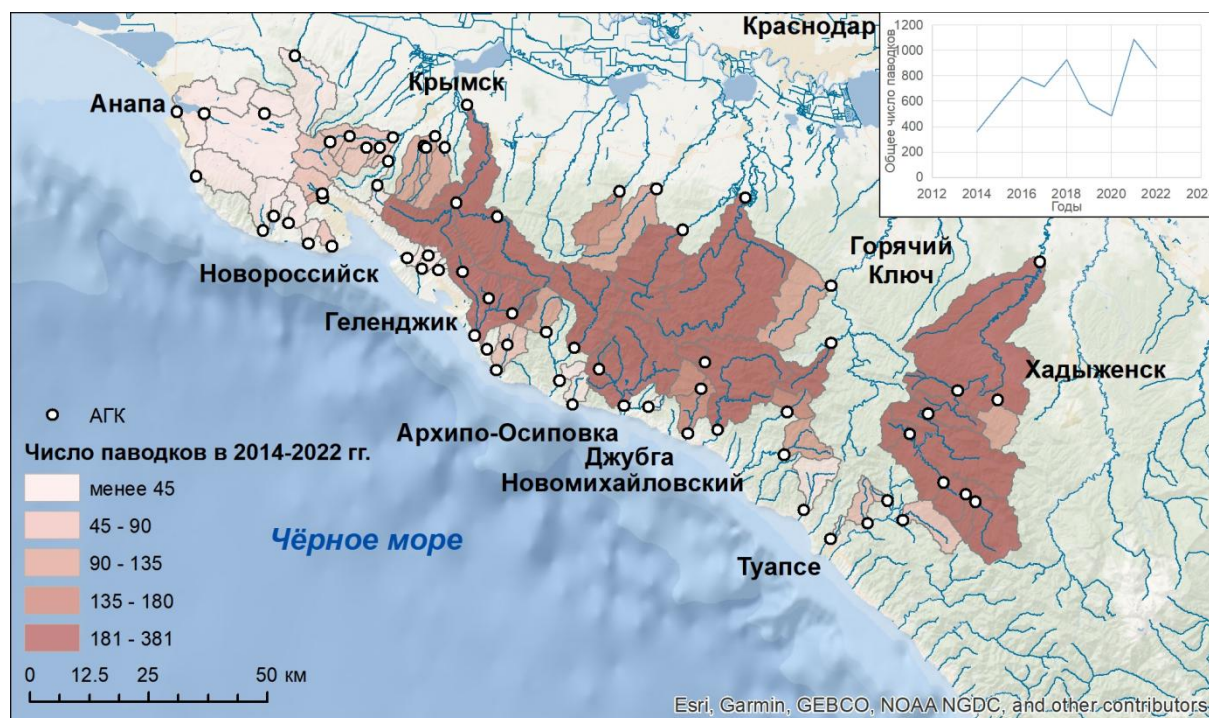 Краснодар
Крымск
Анапа
Новороссийск
Геленджик
Горячий
Ключ
Хадыженск
Архипо-Осиповка
Джубга
Новомихайловский
Туапсе
Чёрное море
АГК
Число паводков в 2014-2022 гг.
менее 45
45 - 90
90 - 135
135 - 180
181 - 381
0 12.5 25 50 км
Общее число паводков
1200
1000
800
600
400
200
0
2012 2014 2016 2018 2020 2022 2024
Годы
Esri, Garmin, GEBCO, NOAA NGDC, and other contributors